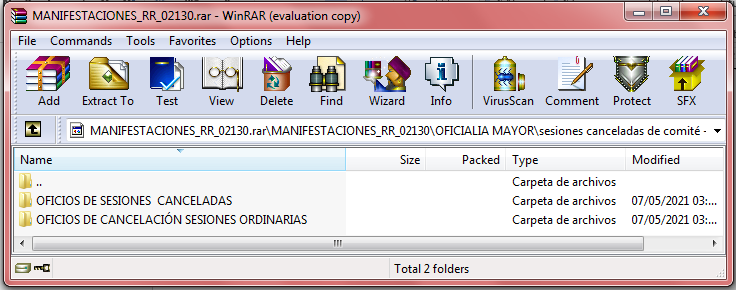 MANIFESTACIONES_RR_02130.rar - WinRAR (evaluation copy)
File Commands Tools Favorites Options Help
Add Extract To Test View Delete Find Wizard Info VirusScan Comment Protect SFX
MANIFESTACIONES_RR_02130.rar\MANIFESTACIONES_RR_02130\OFICIALIA MAYOR\sesiones canceladas de comité -
Name Size Packed Type Modified
.. Carpeta de archivos
OFICIOS DE SESIONES  CANCELADAS Carpeta de archivos 07/05/2021 03:...
OFICIOS DE CANCELACIÓN SESIONES ORDINARIAS Carpeta de archivos 07/05/2021 03:...
Total 2 folders